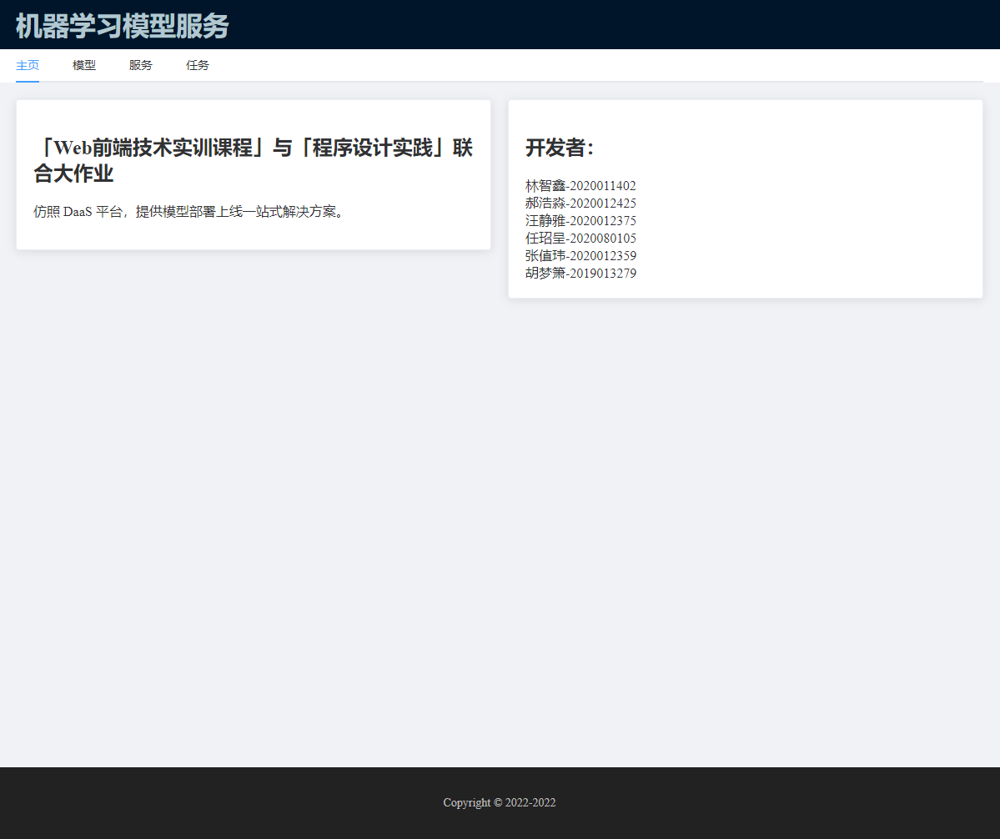 机器学习模型服务
主页 模型 服务 任务
「Web前端技术实训课程」与「程序设计实践」联
合大作业
仿照 DaaS 平台，提供模型部署上线一站式解决方案。
开发者：
林智鑫-2020011402
郝浩淼-2020012425
汪静雅-2020012375
任玿呈-2020080105
张值玮-2020012359
胡梦箫-2019013279
Copyright © 2022-2022